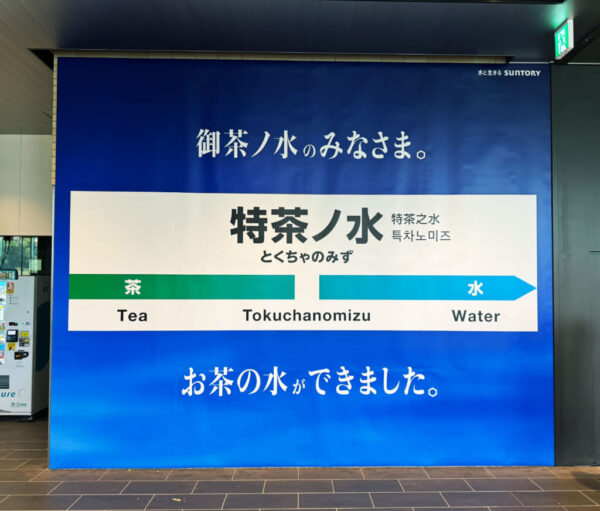 水と生きる SUNTORY
御茶ノ水のみなさま。
特茶ノ水
特茶之水
특차노미즈
とくちゃのみず
茶 水
Tea Tokuchanomizu Water
お茶の水ができました。